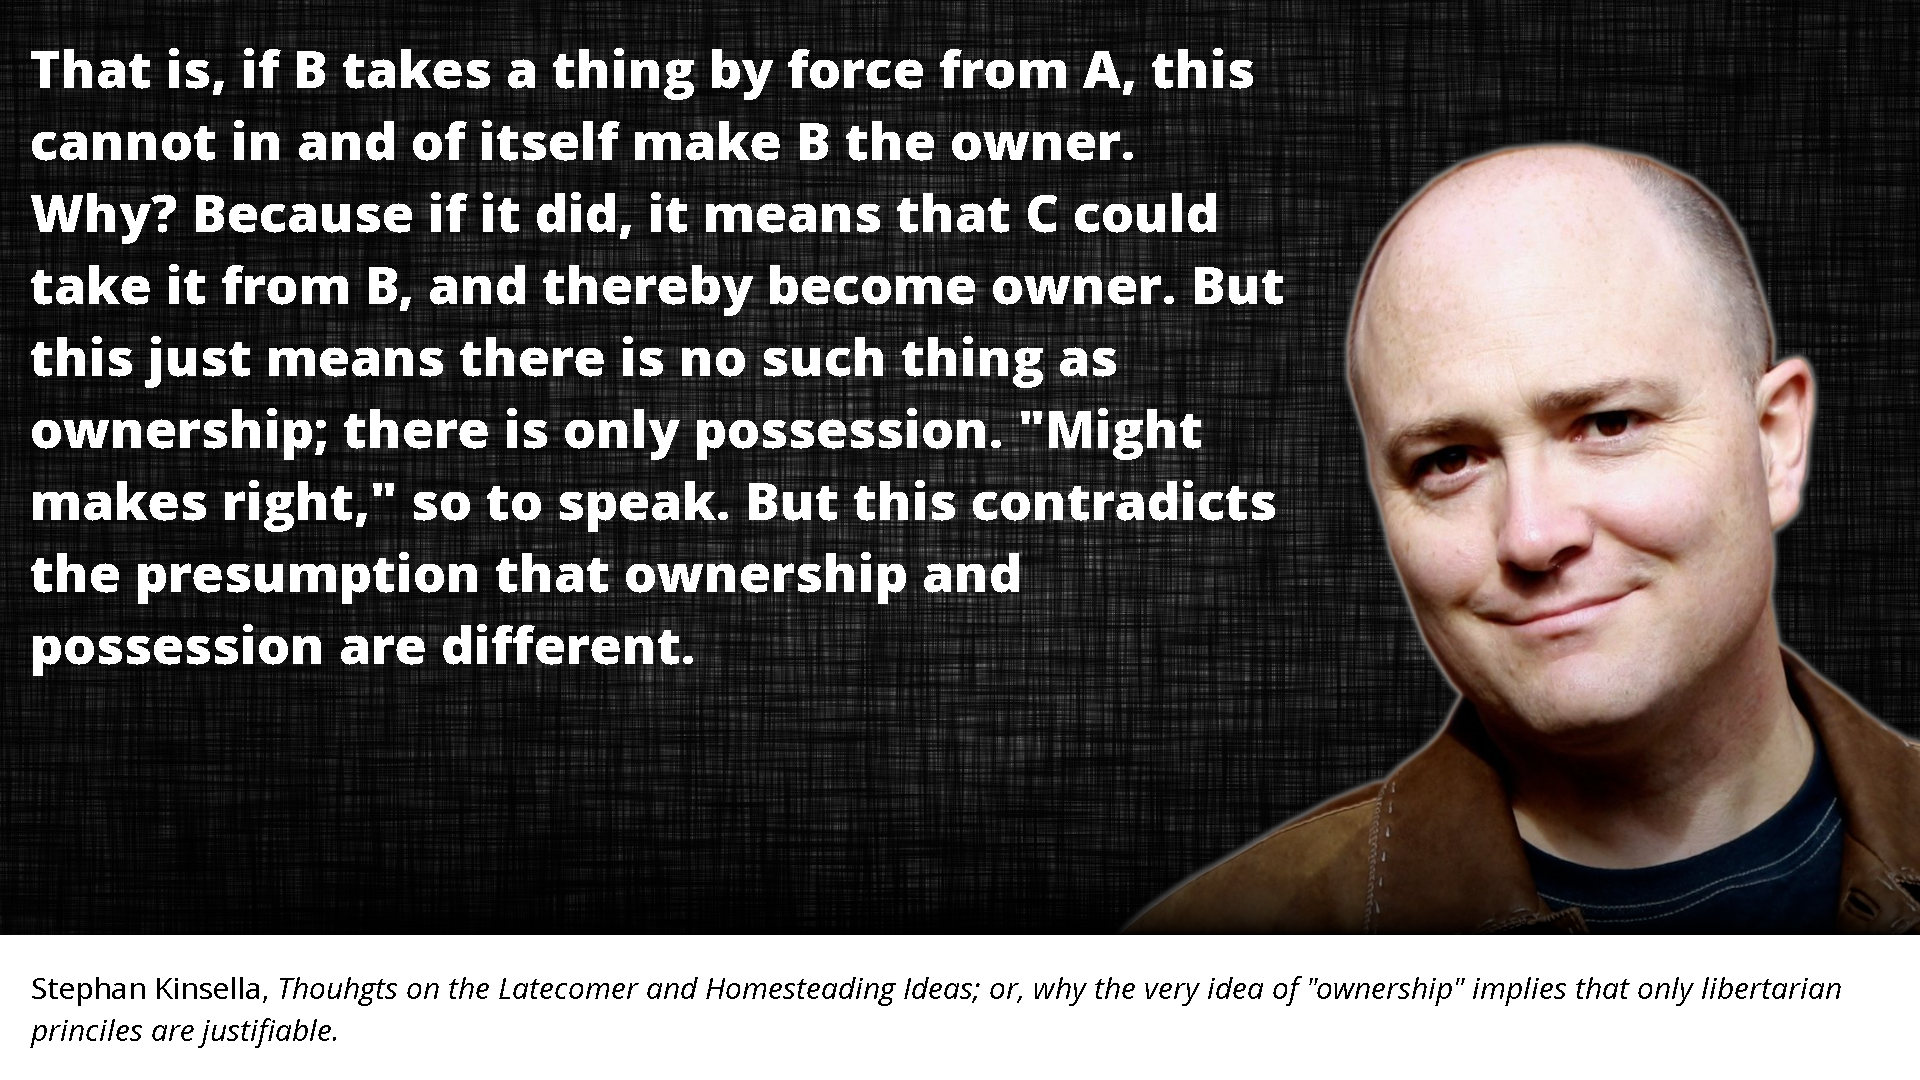 That is, if B takes a thing by force from A, this
cannot in and of itself make B the owner.
Why? Because if it did, it means that C could
take it from B, and thereby become owner. But
this just means there is no such thing as
ownership; there is only possession. "Might
makes right," so to speak. But this contradicts
the presumption that ownership and
possession are different.
Stephan Kinsella, Thouhgts on the Latecomer and Homesteading Ideas; or, why the very idea of "ownership" implies that only libertarian
princiles are justifiable.